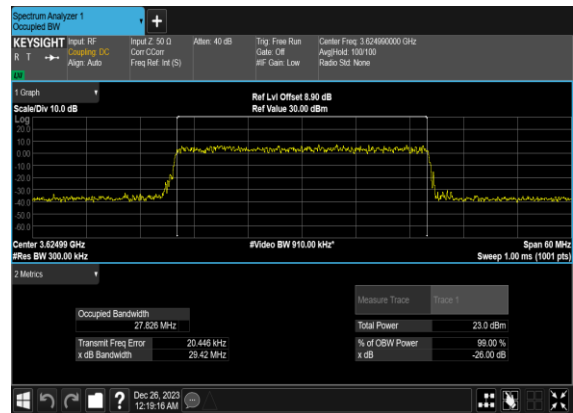 Spectrum Analyzer 1
Occupied BW
+
KEYSIGHT Input: RF Input Z: 50 Ω Atten: 40 dB Trig: Free Run Center Freq: 3.624990000 GHz
R T Coupling: DC Corr CCorr Gate: Off Avg|Hold: 100/100
Align: Auto Freq Ref: Int (S) #IF Gain: Low Radio Std: None
LW
1 Graph Ref Lvl Offset 8.90 dB
Scale/Div 10.0 dB Ref Value 30.00 dBm
Log
20.0
10.0
0.00
-10.0
-20.0
-30.0
-40.0
-50.0
-60.0
Center 3.62499 GHz #Video BW 910.00 kHz* Span 60 MHz
#Res BW 300.00 kHz Sweep 1.00 ms (1001 pts)
2 Metrics
Measure Trace Trace 1
Occupied Bandwidth
27.826 MHz Total Power 23.0 dBm
Transmit Freq Error 20.446 kHz % of OBW Power 99.00 %
x dB Bandwidth 29.42 MHz x dB -26.00 dB
? Dec 26, 2023
12:19:16 AM